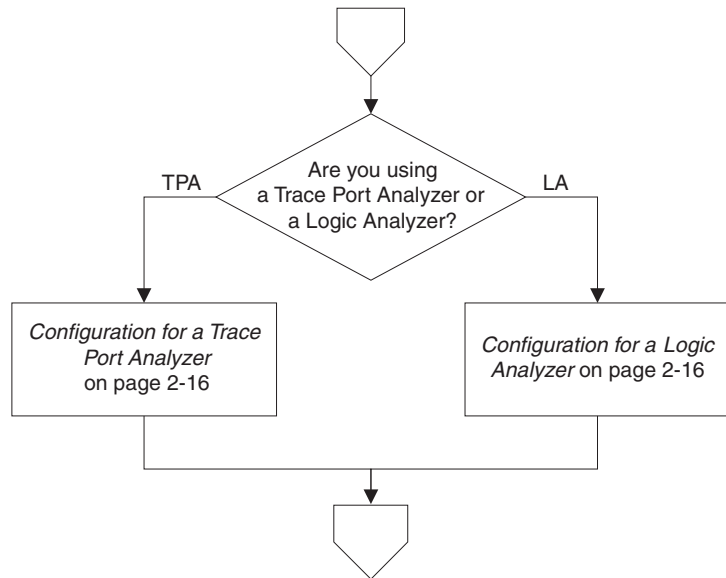 Are you using
a Trace Port Analyzer or
a Logic Analyzer?
TPA
LA
Configuration for a Trace
Port Analyzer
on page 2-16
Configuration for a Logic
Analyzer on page 2-16